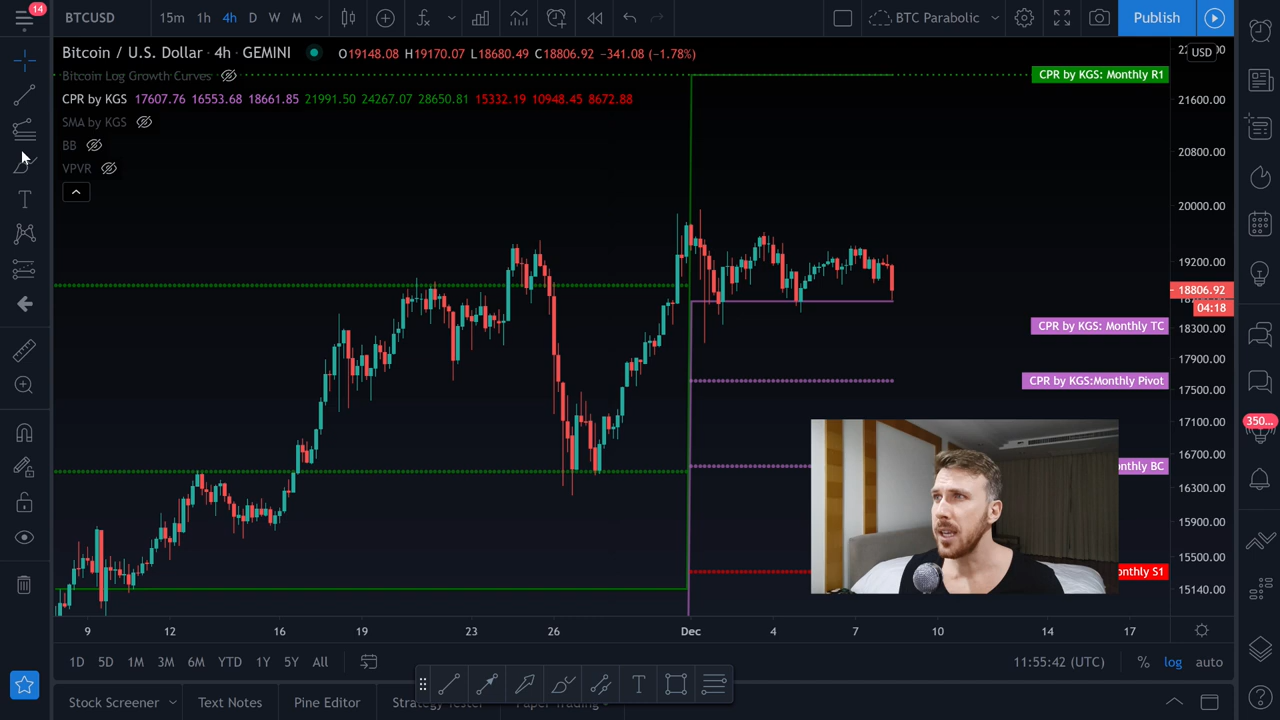 14
BTCUSD
15m 1h 4h D W M
BTC Parabolic
Publish
Bitcoin / U.S. Dollar · 4h · GEMINI
O19148.08 H19170.07 L18680.49 C18806.92 −341.08 (−1.78%)
USD
Bitcoin Log Growth Curves
CPR by KGS: Monthly R1
CPR by KGS 17607.76 16553.68 18661.85 21991.50 24267.07 28650.81 15332.19 10948.45 8672.88
21600.00
SMA by KGS
BB
20800.00
VPVR
20000.00
19200.00
18806.92
04:18
CPR by KGS: Monthly TC
18300.00
17900.00
CPR by KGS:Monthly Pivot
17500.00
17100.00
350...
16700.00
nthly BC
16300.00
15900.00
15500.00
onthly S1
15140.00
9 12 16 19 23 26 Dec 4 7 10 14 17
1D 5D 1M 3M 6M YTD 1Y 5Y All
11:55:42 (UTC) % log auto
Stock Screener Text Notes Pine Editor Strategy Tester Paper Trading